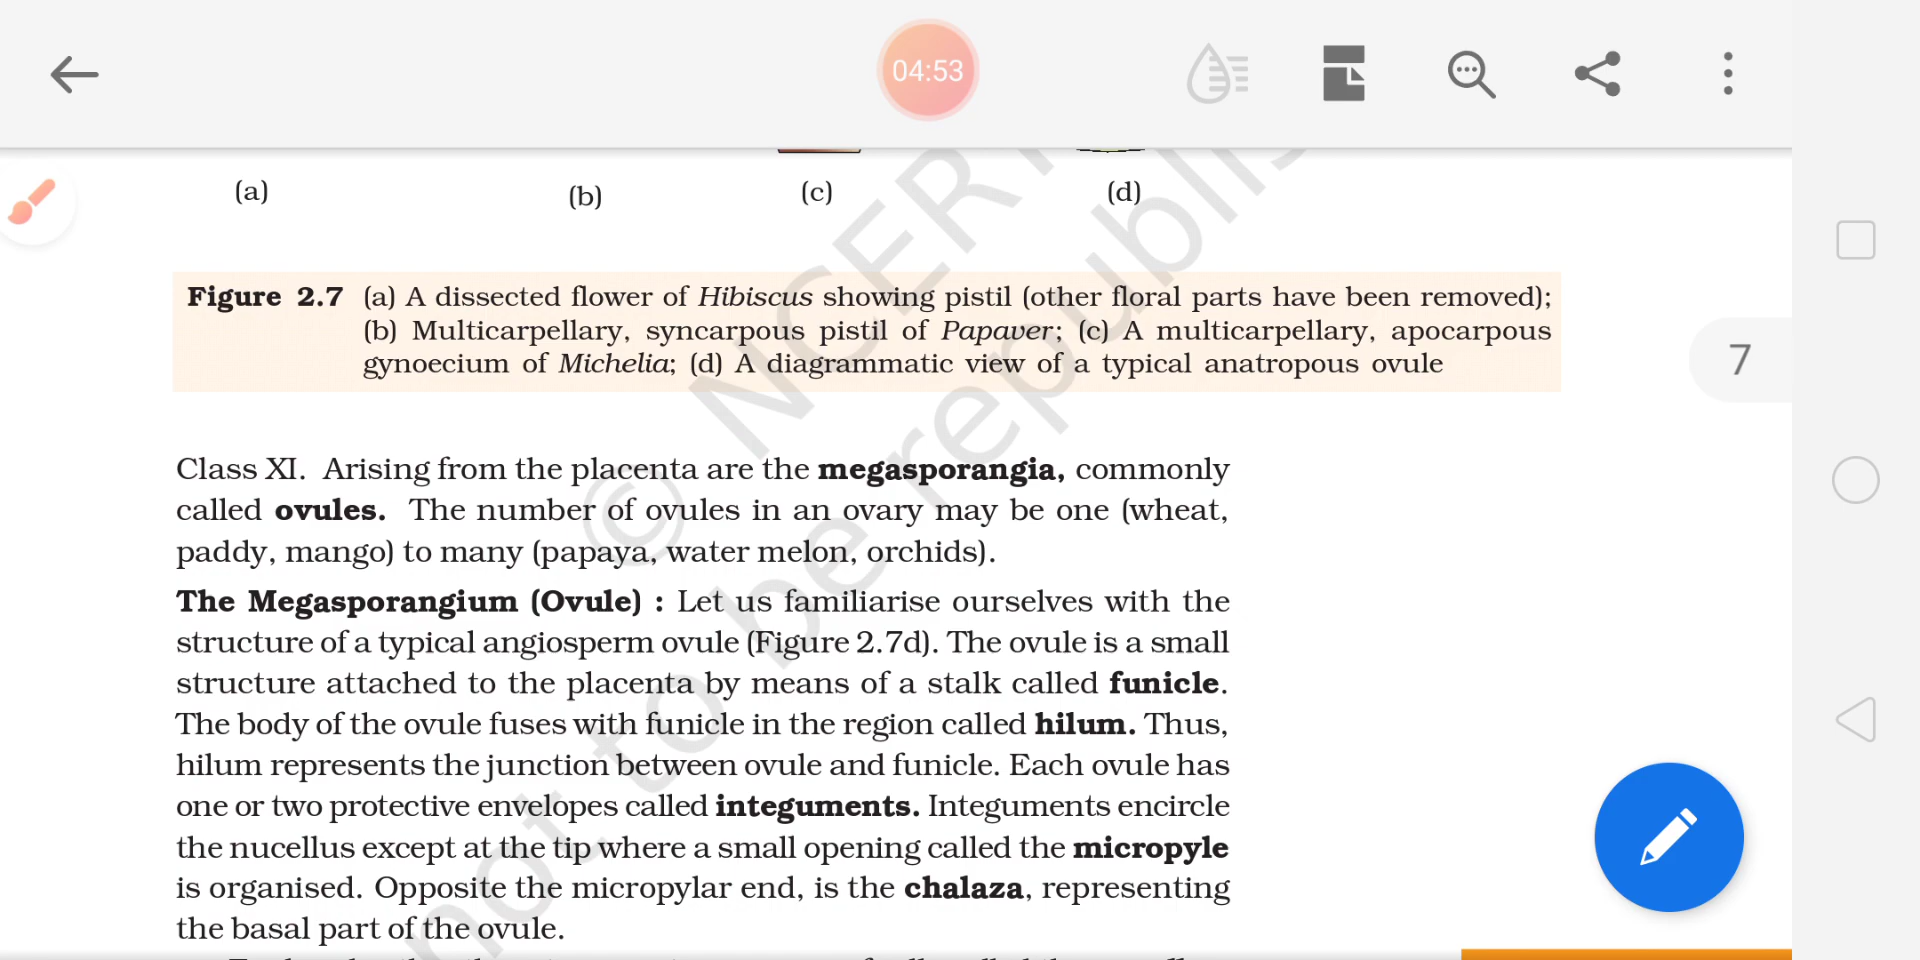 04:53
(a)
(b)
(c)
(d)
© NCERT
not to be republis
Figure 2.7 (a) A dissected flower of Hibiscus showing pistil (other floral parts have been removed);
(b) Multicarpellary, syncarpous pistil of Papaver; (c) A multicarpellary, apocarpous
gynoecium of Michelia; (d) A diagrammatic view of a typical anatropous ovule
7
Class XI. Arising from the placenta are the megasporangia, commonly
called ovules. The number of ovules in an ovary may be one (wheat,
paddy, mango) to many (papaya, water melon, orchids).
The Megasporangium (Ovule) : Let us familiarise ourselves with the
structure of a typical angiosperm ovule (Figure 2.7d). The ovule is a small
structure attached to the placenta by means of a stalk called funicle.
The body of the ovule fuses with funicle in the region called hilum. Thus,
hilum represents the junction between ovule and funicle. Each ovule has
one or two protective envelopes called integuments. Integuments encircle
the nucellus except at the tip where a small opening called the micropyle
is organised. Opposite the micropylar end, is the chalaza, representing
the basal part of the ovule.